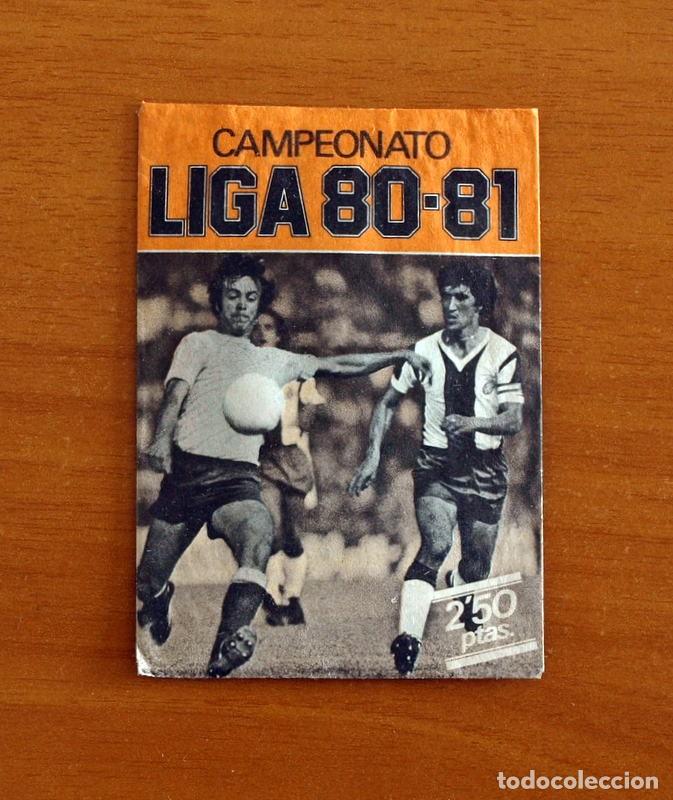 CAMPEONATO
LIGA 80-81
2'50
ptas.
todocoleccion